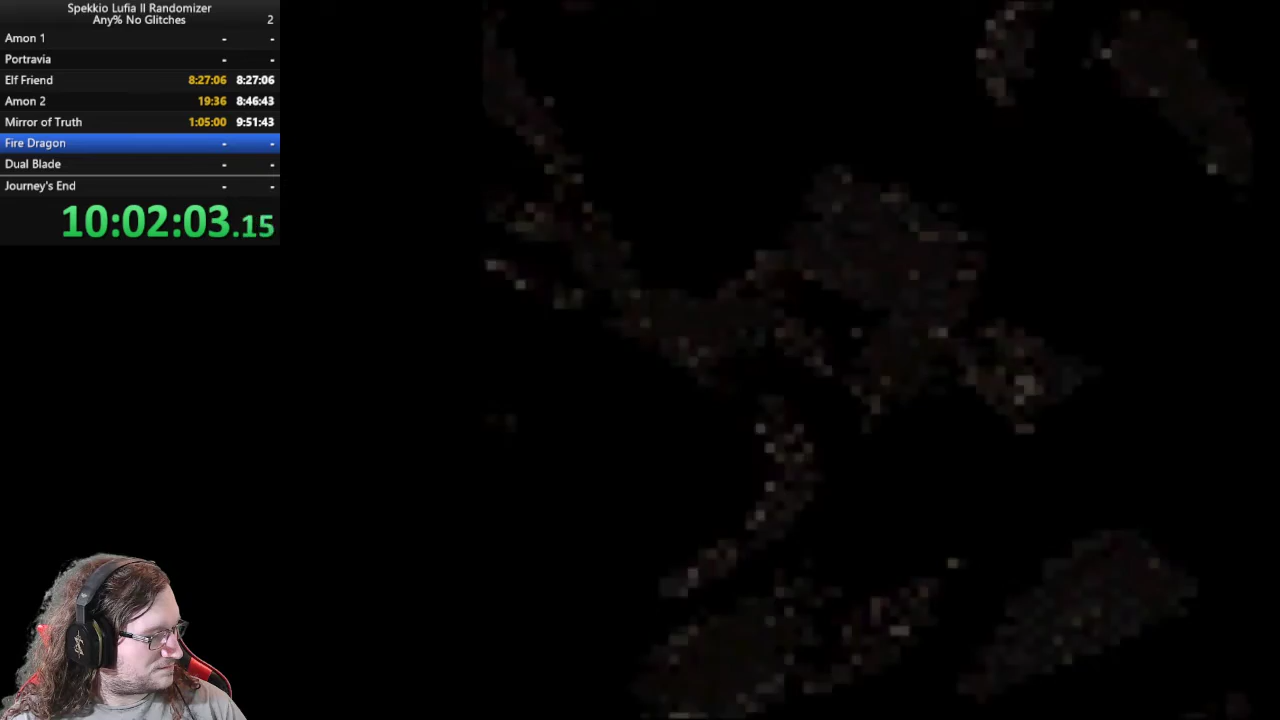 Spekkio Lufia II Randomizer
Any% No Glitches 2
Amon 1 - -
Portravia - -
Elf Friend 8:27:06 8:27:06
Amon 2 19:36 8:46:43
Mirror of Truth 1:05:00 9:51:43
Fire Dragon - -
Dual Blade - -
Journey's End - -
10:02:03.15